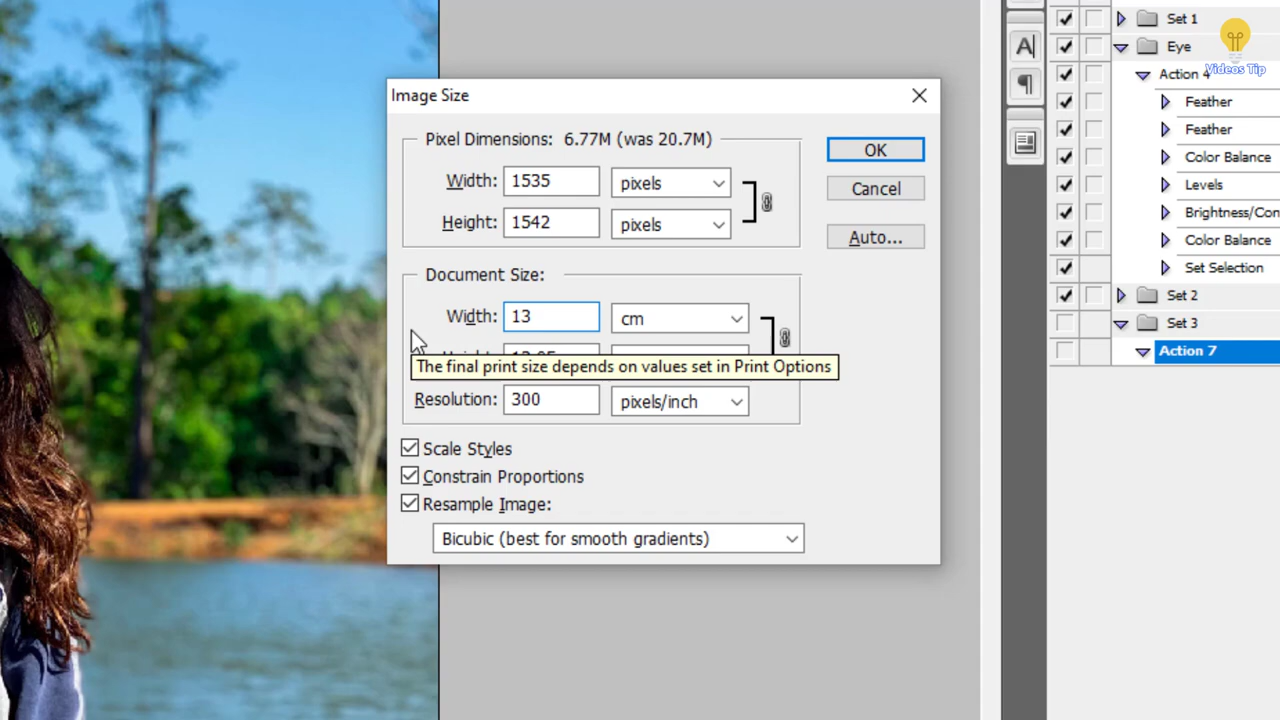 Image Size
Pixel Dimensions: 6.77M (was 20.7M)
Width: 1535 pixels
Height: 1542 pixels
OK
Cancel
Auto...
Document Size:
Width: 13 cm
The final print size depends on values set in Print Options
Resolution: 300 pixels/inch
Scale Styles
Constrain Proportions
Resample Image:
Bicubic (best for smooth gradients)
A
Set 1
Eye
Action 4
Videos Tip
Feather
Feather
Color Balance
Levels
Brightness/Con
Color Balance
Set Selection
Set 2
Set 3
Action 7